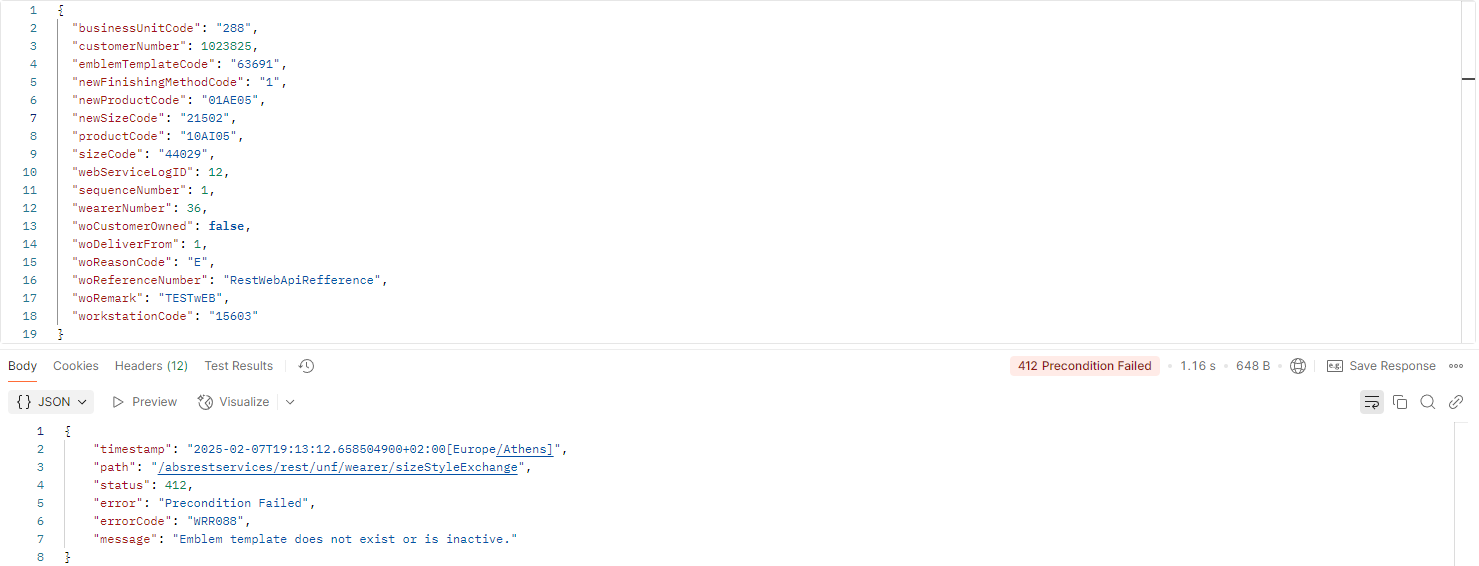 1 {
2 "businessUnitCode": "288",
3 "customerNumber": 1023825,
4 "emblemTemplateCode": "63691",
5 "newFinishingMethodCode": "1",
6 "newProductCode": "01AE05",
7 "newSizeCode": "21502",
8 "productCode": "10AI05",
9 "sizeCode": "44029",
10 "webServiceLogID": 12,
11 "sequenceNumber": 1,
12 "wearerNumber": 36,
13 "woCustomerOwned": false,
14 "woDeliverFrom": 1,
15 "woReasonCode": "E",
16 "woReferenceNumber": "RestWebApiRefference",
17 "woRemark": "TESTwEB",
18 "workstationCode": "15603"
19 }
Body Cookies Headers (12) Test Results 412 Precondition Failed 1.16 s 648 B e.g. Save Response
{} JSON Preview Visualize
1 {
2 "timestamp": "2025-02-07T19:13:12.658504900+02:00[Europe/Athens]",
3 "path": "/absrestservices/rest/unf/wearer/sizeStyleExchange",
4 "status": 412,
5 "error": "Precondition Failed",
6 "errorCode": "WRR088",
7 "message": "Emblem template does not exist or is inactive."
8 }